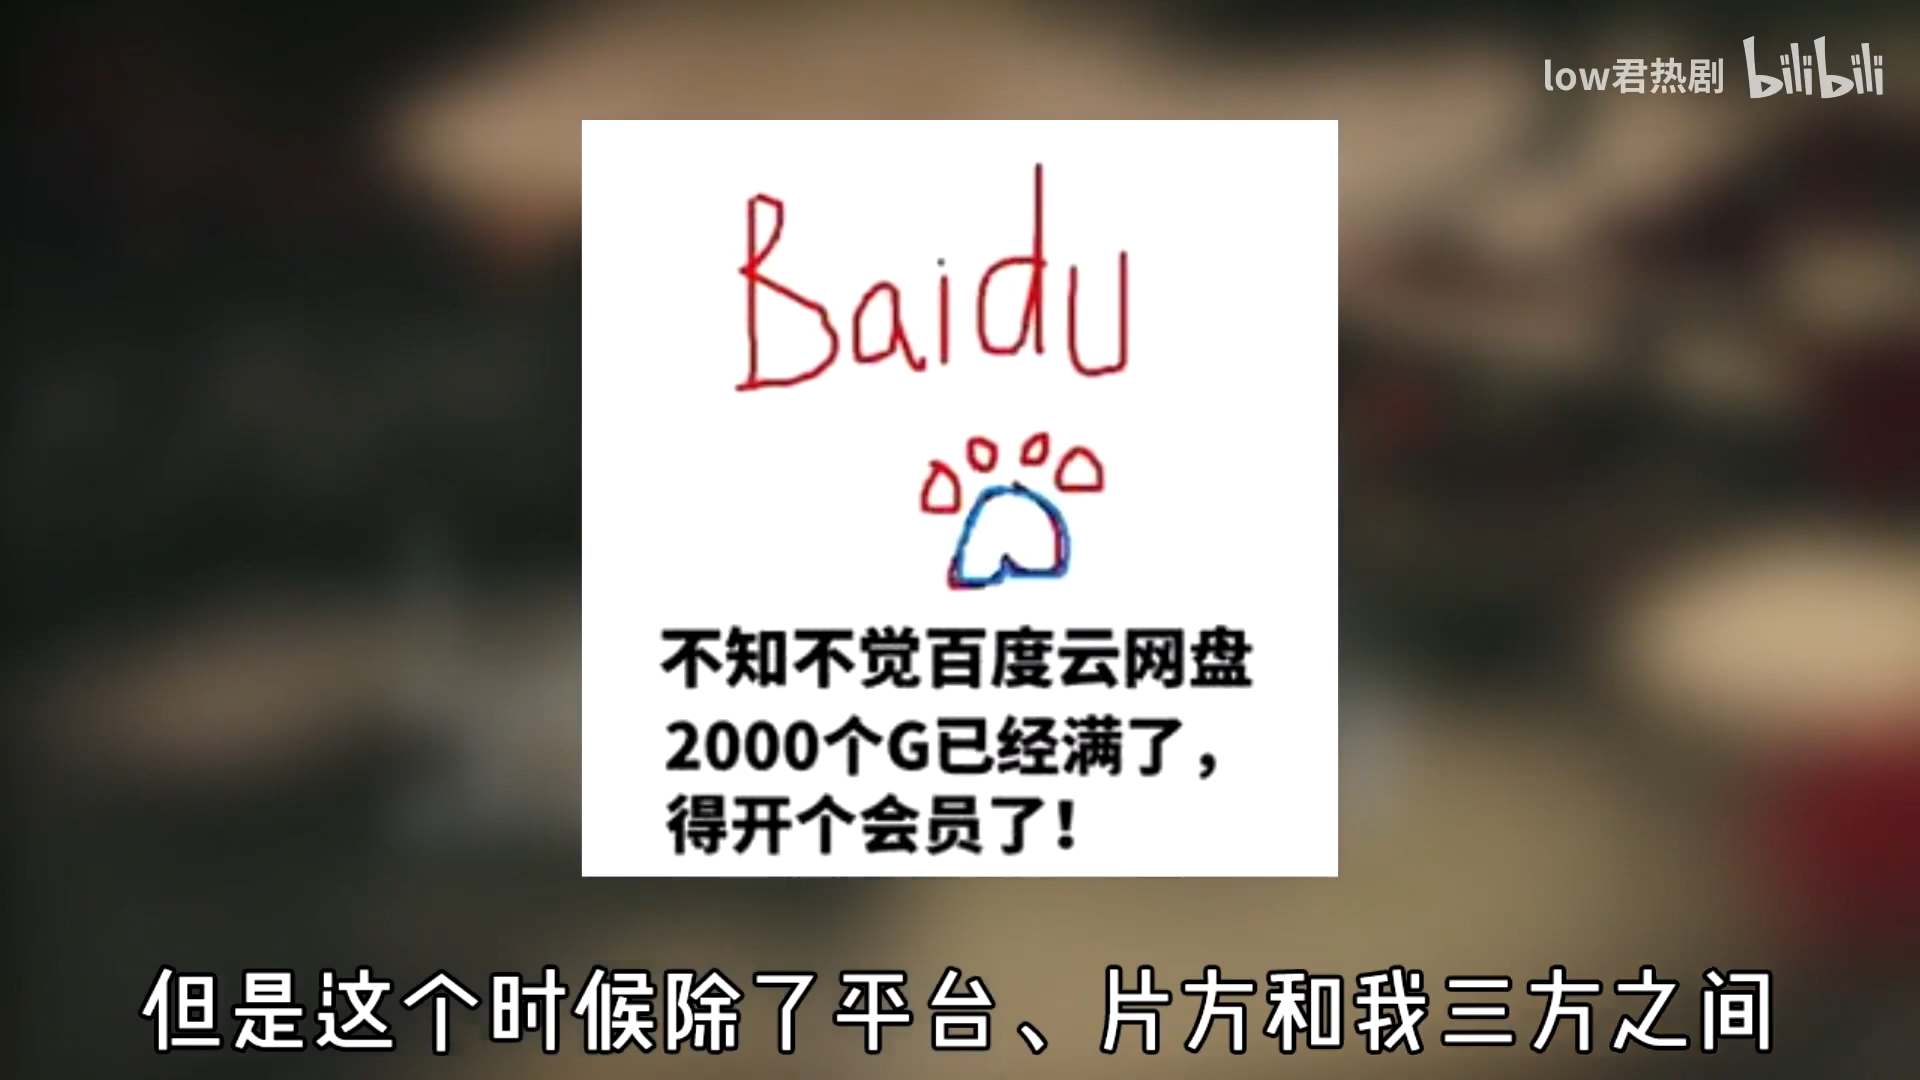 low君热剧 bilibili
Baidu
不知不觉百度云网盘
2000个G已经满了，
得开个会员了！
但是这个时候除了平台、片方和我三方之间